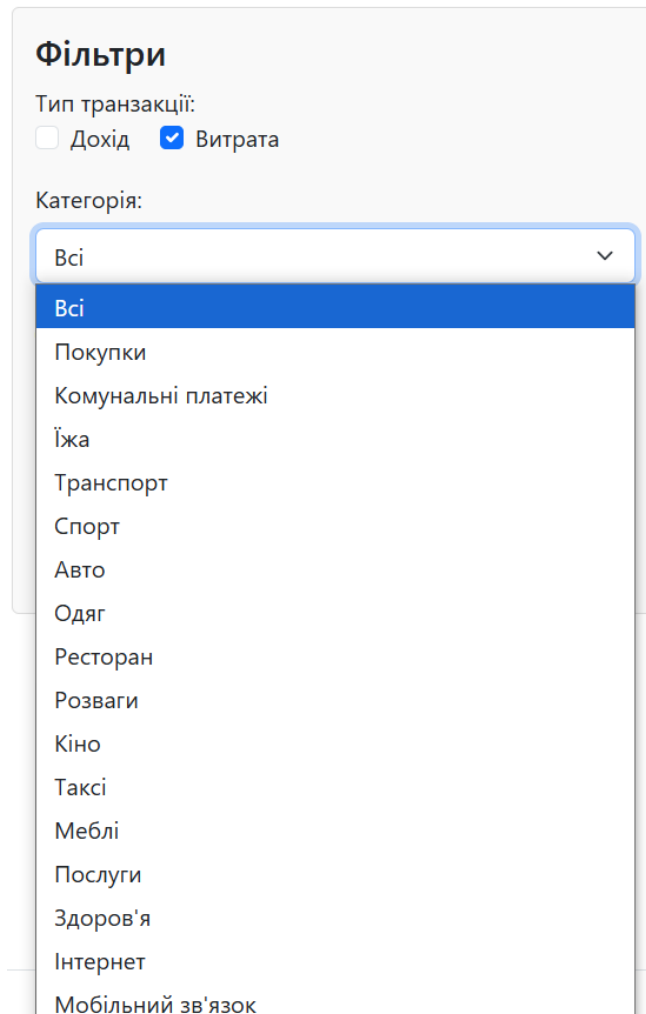 Фільтри
Тип транзакції:
Дохід Витрата
Категорія:
Всі
Всі
Покупки
Комунальні платежі
Їжа
Транспорт
Спорт
Авто
Одяг
Ресторан
Розваги
Кіно
Таксі
Меблі
Послуги
Здоров'я
Інтернет
Мобільний зв'язок